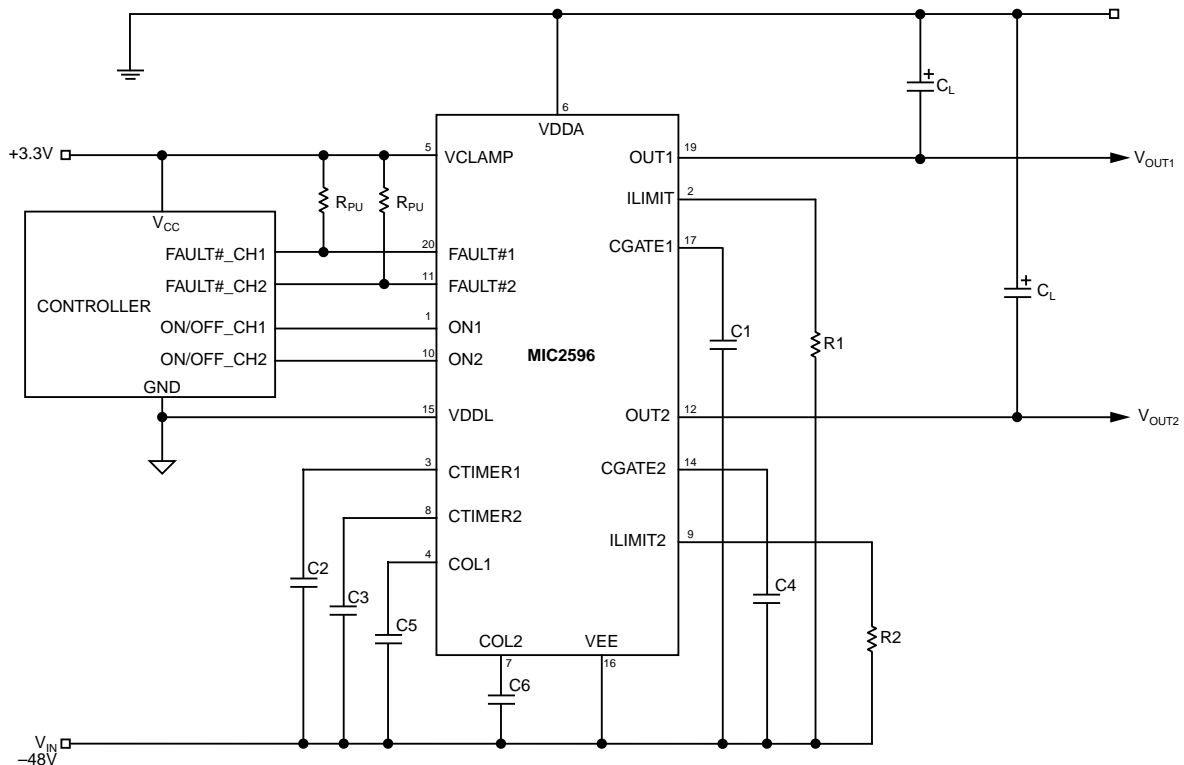 6
VDDA
+ C_L
+3.3V
5
VCLAMP
OUT1
19
V_OUT1
R_PU
R_PU
ILIMIT
2
V_CC
CGATE1
17
FAULT#_CH1
20
FAULT#1
FAULT#_CH2
11
FAULT#2
+ C_L
CONTROLLER
ON/OFF_CH1
1
ON1
C1
R1
ON/OFF_CH2
10
ON2
MIC2596
GND
15
VDDL
OUT2
12
V_OUT2
3
CTIMER1
CGATE2
14
8
CTIMER2
ILIMIT2
9
4
COL1
C2
C3
C5
C4
R2
COL2
VEE
7
16
C6
V_IN
–48V